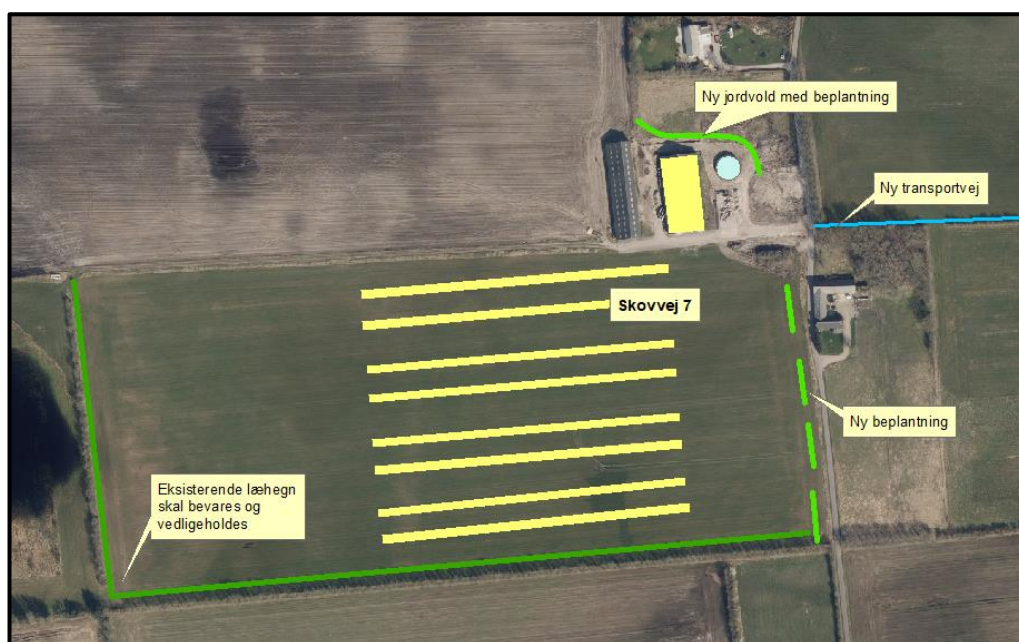 Ny jordvold med beplantning
Ny transportvej
Skovvej 7
Ny beplantning
Eksisterende læhegn
skal bevares og
vedligeholdes